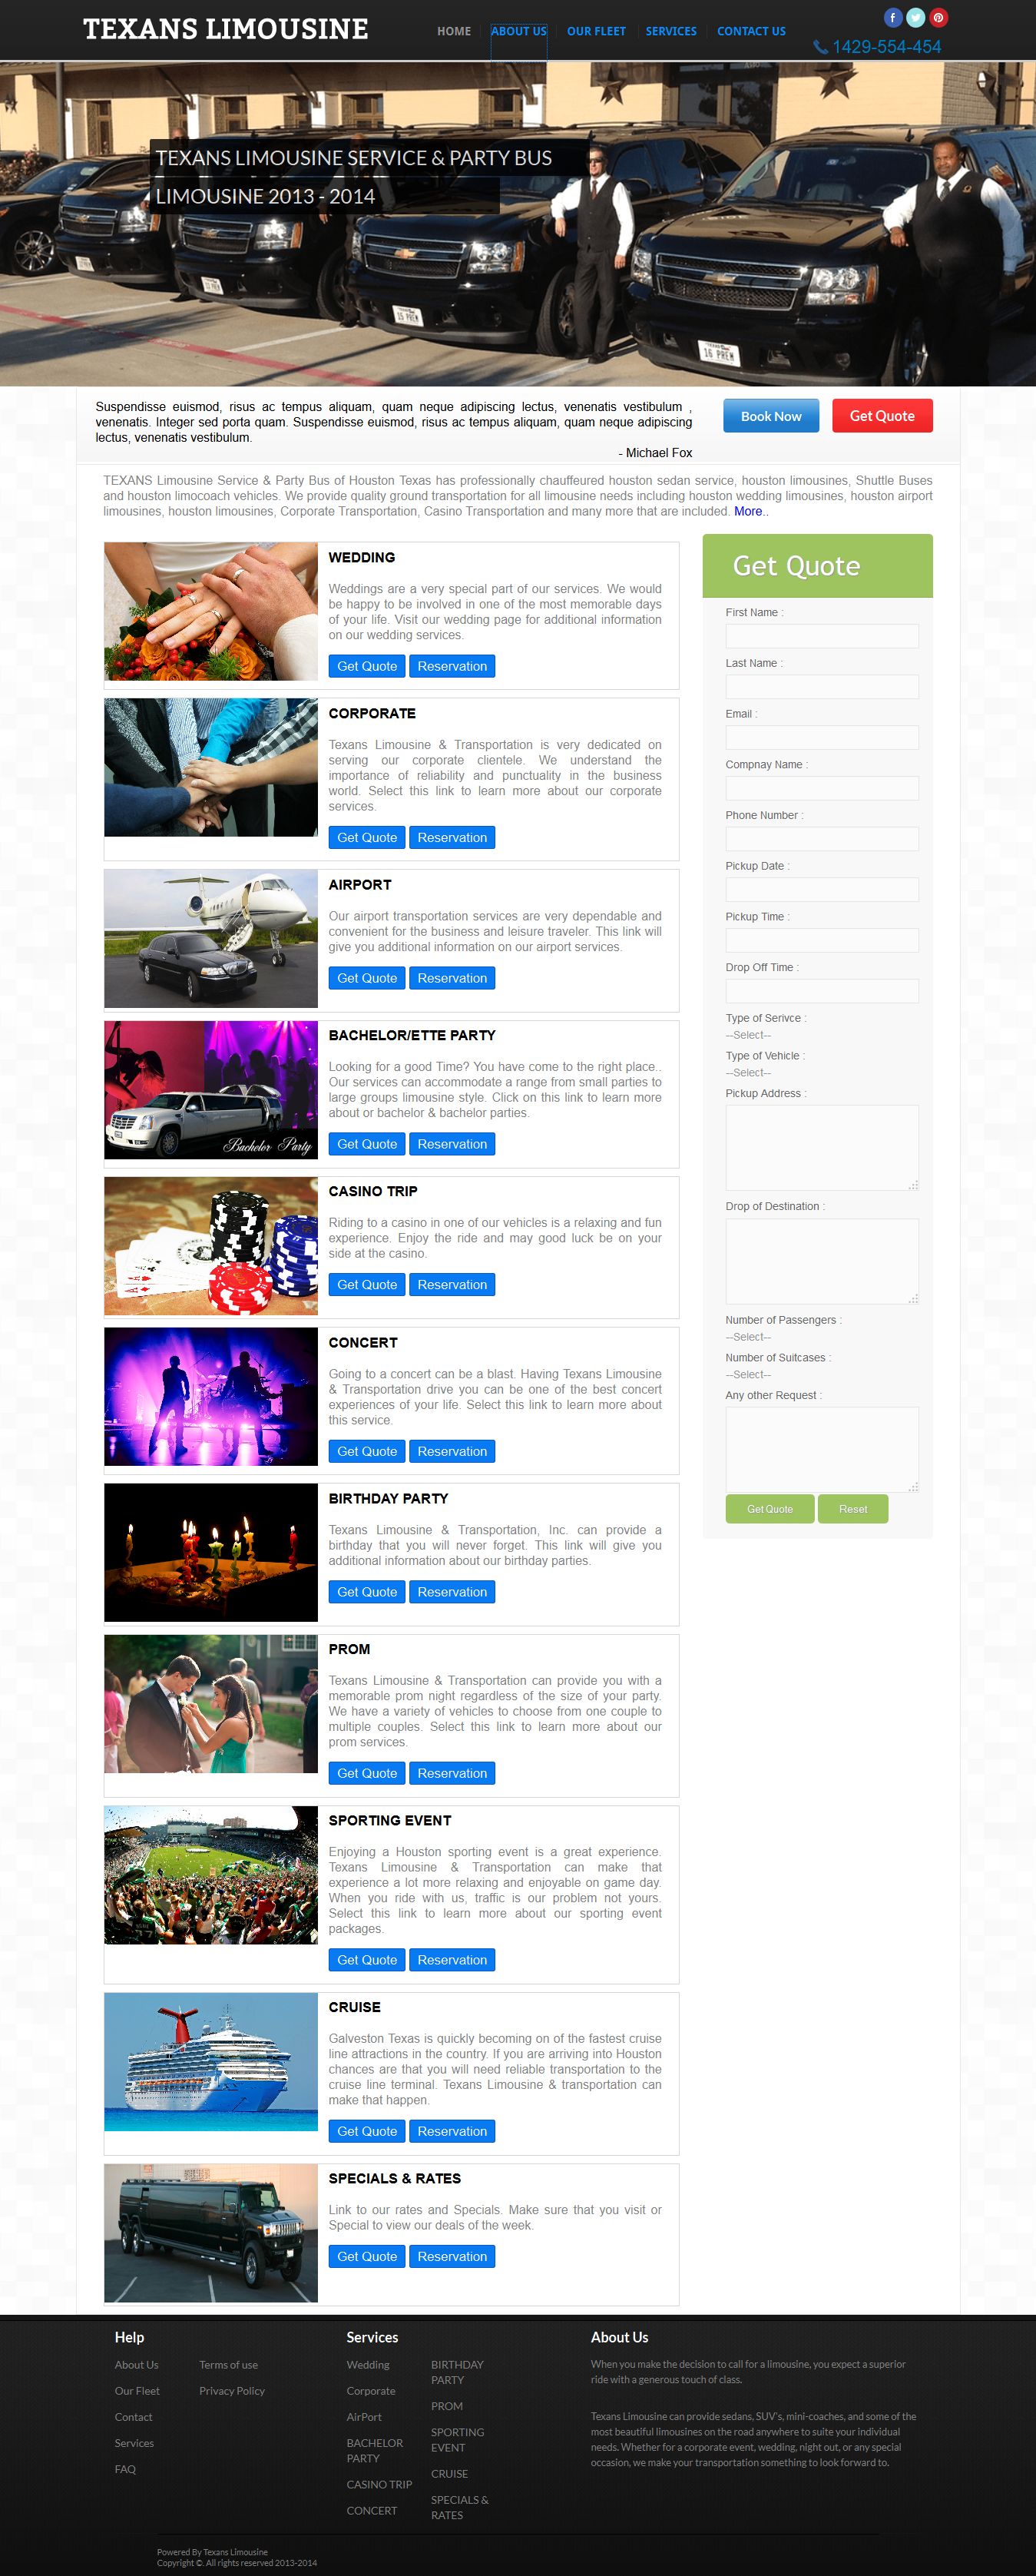 TEXANS LIMOUSINE
HOME
ABOUT US
OUR FLEET
SERVICES
CONTACT US
1429-554-454
TEXANS LIMOUSINE SERVICE & PARTY BUS
LIMOUSINE 2013 - 2014
16 PREM
Suspendisse euismod, risus ac tempus aliquam, quam neque adipiscing lectus, venenatis vestibulum ,
venenatis. Integer sed porta quam. Suspendisse euismod, risus ac tempus aliquam, quam neque adipiscing
lectus, venenatis vestibulum.
- Michael Fox
Book Now
Get Quote
TEXANS Limousine Service & Party Bus of Houston Texas has professionally chauffeured houston sedan service, houston limousines, Shuttle Buses
and houston limocoach vehicles. We provide quality ground transportation for all limousine needs including houston wedding limousines, houston airport
limousines, houston limousines, Corporate Transportation, Casino Transportation and many more that are included. More..
WEDDING
Weddings are a very special part of our services. We would
be happy to be involved in one of the most memorable days
of your life. Visit our wedding page for additional information
on our wedding services.
Get Quote Reservation
CORPORATE
Texans Limousine & Transportation is very dedicated on
serving our corporate clientele. We understand the
importance of reliability and punctuality in the business
world. Select this link to learn more about our corporate
services.
Get Quote Reservation
AIRPORT
Our airport transportation services are very dependable and
convenient for the business and leisure traveler. This link will
give you additional information on our airport services.
Get Quote Reservation
Bachelor Party
BACHELOR/ETTE PARTY
Looking for a good Time? You have come to the right place..
Our services can accommodate a range from small parties to
large groups limousine style. Click on this link to learn more
about or bachelor & bachelor parties.
Get Quote Reservation
CASINO TRIP
Riding to a casino in one of our vehicles is a relaxing and fun
experience. Enjoy the ride and may good luck be on your
side at the casino.
Get Quote Reservation
CONCERT
Going to a concert can be a blast. Having Texans Limousine
& Transportation drive you can be one of the best concert
experiences of your life. Select this link to learn more about
this service.
Get Quote Reservation
BIRTHDAY PARTY
Texans Limousine & Transportation, Inc. can provide a
birthday that you will never forget. This link will give you
additional information about our birthday parties.
Get Quote Reservation
PROM
Texans Limousine & Transportation can provide you with a
memorable prom night regardless of the size of your party.
We have a variety of vehicles to choose from one couple to
multiple couples. Select this link to learn more about our
prom services.
Get Quote Reservation
SPORTING EVENT
Enjoying a Houston sporting event is a great experience.
Texans Limousine & Transportation can make that
experience a lot more relaxing and enjoyable on game day.
When you ride with us, traffic is our problem not yours.
Select this link to learn more about our sporting event
packages.
Get Quote Reservation
CRUISE
Galveston Texas is quickly becoming on of the fastest cruise
line attractions in the country. If you are arriving into Houston
chances are that you will need reliable transportation to the
cruise line terminal. Texans Limousine & transportation can
make that happen.
Get Quote Reservation
SPECIALS & RATES
Link to our rates and Specials. Make sure that you visit or
Special to view our deals of the week.
Get Quote Reservation
Get Quote
First Name :
Last Name :
Email :
Compnay Name :
Phone Number :
Pickup Date :
Pickup Time :
Drop Off Time :
Type of Serivce :
--Select--
Type of Vehicle :
--Select--
Pickup Address :
Drop of Destination :
Number of Passengers :
--Select--
Number of Suitcases :
--Select--
Any other Request :
Get Quote
Reset
Help
About Us
Our Fleet
Contact
Services
FAQ
Terms of use
Privacy Policy
Services
Wedding
Corporate
AirPort
BACHELOR
PARTY
CASINO TRIP
CONCERT
BIRTHDAY
PARTY
PROM
SPORTING
EVENT
CRUISE
SPECIALS &
RATES
About Us
When you make the decision to call for a limousine, you expect a superior
ride with a generous touch of class.
Texans Limousine can provide sedans, SUV's, mini-coaches, and some of the
most beautiful limousines on the road anywhere to suite your individual
needs. Whether for a corporate event, wedding, night out, or any special
occasion, we make your transportation something to look forward to.
Powered By Texans Limousine
Copyright ©. All rights reserved 2013-2014